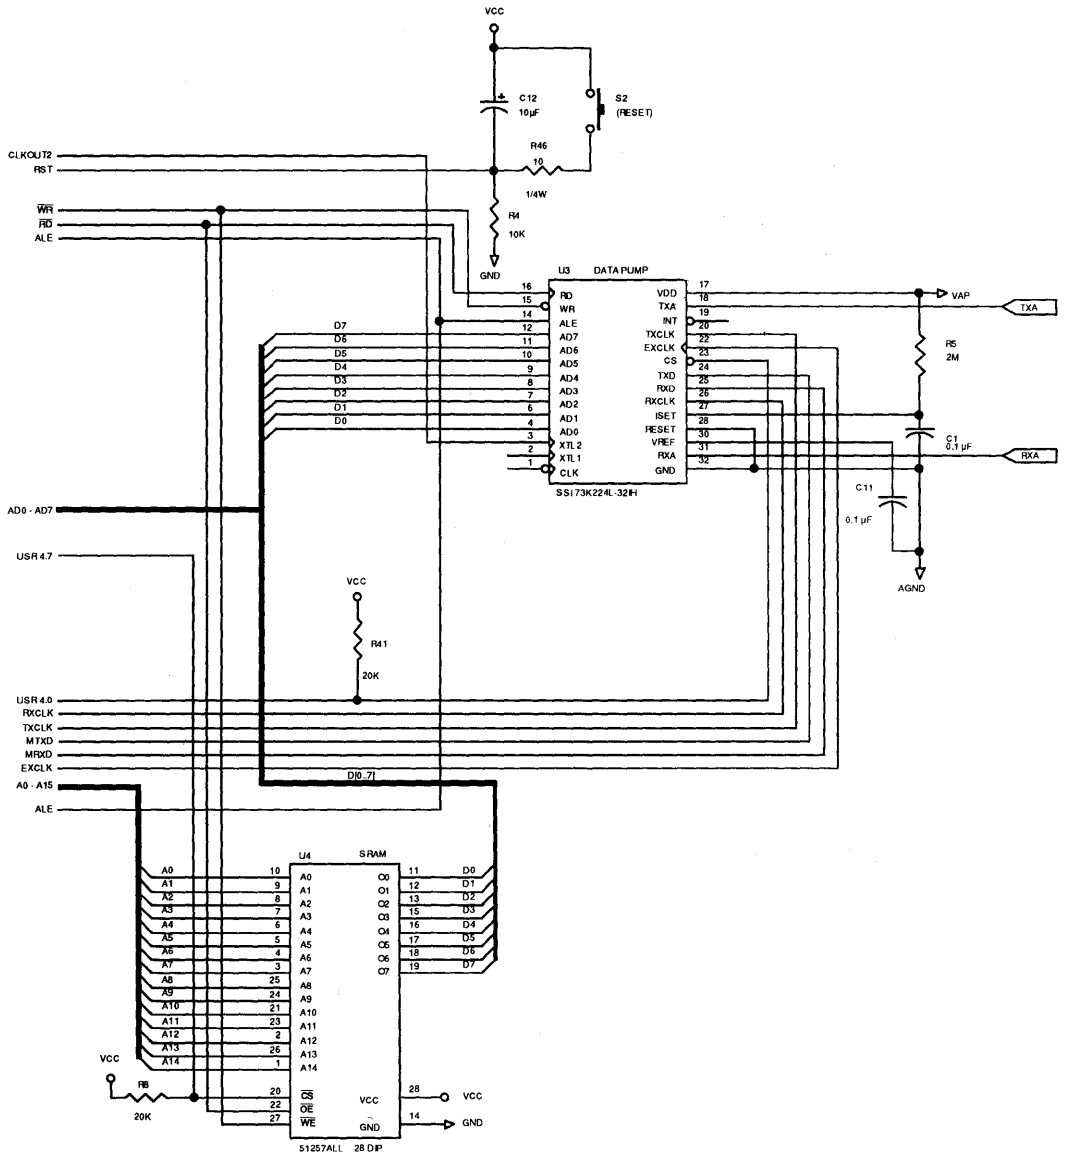 VCC
C12
10µF
S2
(RESET)
R46
10
1/4W
CLKOUT2
RST
WR
RD
ALE
R4
10K
GND
U3 DATA PUMP
16 RD
15 WR
14 ALE
D7 12 AD7
D6 11 AD6
D5 10 AD5
D4 9 AD4
D3 8 AD3
D2 7 AD2
D1 6 AD1
D0 4 AD0
3 XTL2
2 XTL1
1 CLK
VDD 17
TXA 18
INT 19
TXCLK 20
EXCLK 22
CS 23
TXD 24
RXD 25
RXCLK 26
ISET 27
RESET 28
VREF 30
RXA 31
GND 32
SSI 73K224L-32IH
VAP
TXA
R5
2M
C1
0.1 µF
RXA
C11
0.1 µF
AGND
AD0 - AD7
USR 4.7
VCC
R41
20K
USR 4.0
RXCLK
TXCLK
MTXD
MRXD
EXCLK
D[0..7]
A0 - A15
ALE
U4 SRAM
A0 10 A0
A1 9 A1
A2 8 A2
A3 7 A3
A4 6 A4
A5 5 A5
A6 4 A6
A7 3 A7
A8 25 A8
A9 24 A9
A10 21 A10
A11 23 A11
A12 2 A12
A13 26 A13
A14 1 A14
O0 11 D0
O1 12 D1
O2 13 D2
O3 15 D3
O4 16 D4
O5 17 D5
O6 18 D6
O7 19 D7
VCC
R8
20K
20 CS
22 OE
27 WE
VCC 28 VCC
GND 14 GND
51257ALL 28 DIP